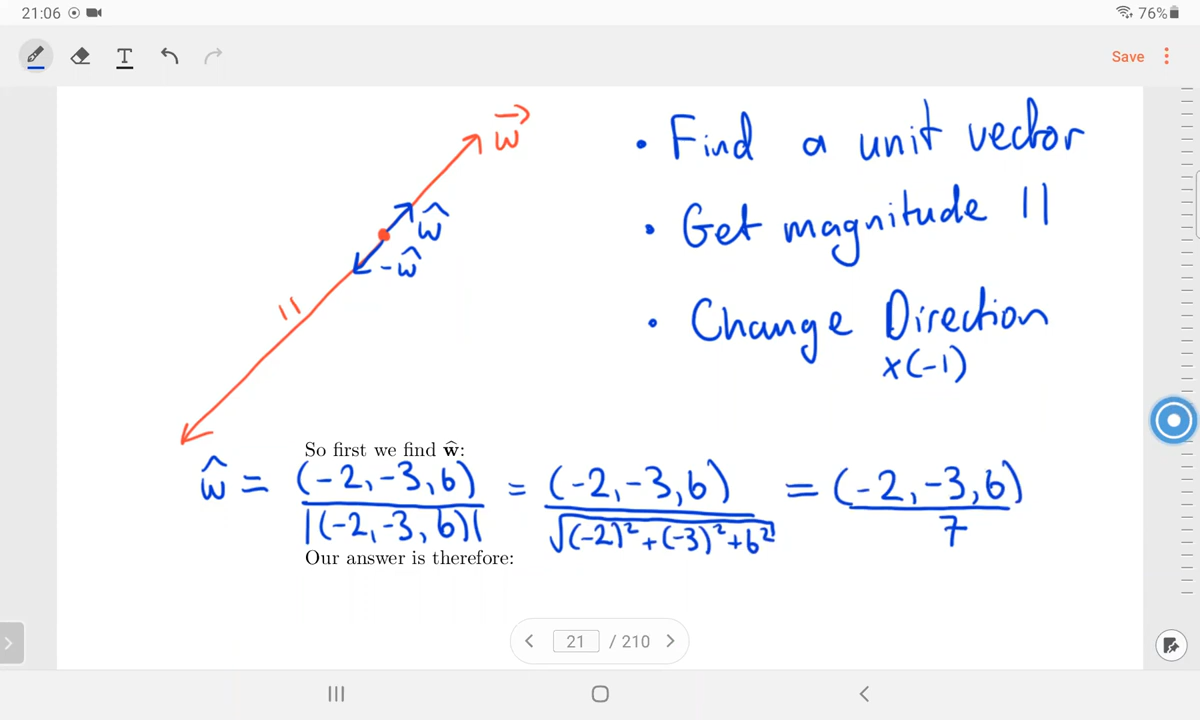 21:06
76%
T
Save
w⃗
ŵ
-ŵ
11
• Find a unit vector
• Get magnitude 11
• Change Direction
x(-1)
So first we find ŵ:
ŵ = (-2,-3,6)/|(-2,-3,6)| = (-2,-3,6)/√((-2)²+(-3)²+6²) = (-2,-3,6)/7
Our answer is therefore:
21 / 210